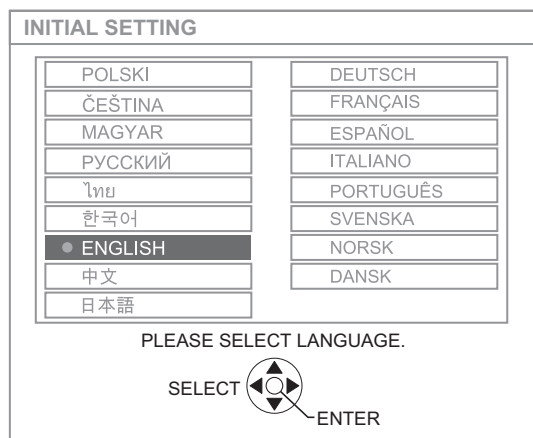 INITIAL SETTING
POLSKI
ČEŠTINA
MAGYAR
РУССКИЙ
ไทย
한국어
ENGLISH
中文
日本語
DEUTSCH
FRANÇAIS
ESPAÑOL
ITALIANO
PORTUGUÊS
SVENSKA
NORSK
DANSK
PLEASE SELECT LANGUAGE.
SELECT
ENTER